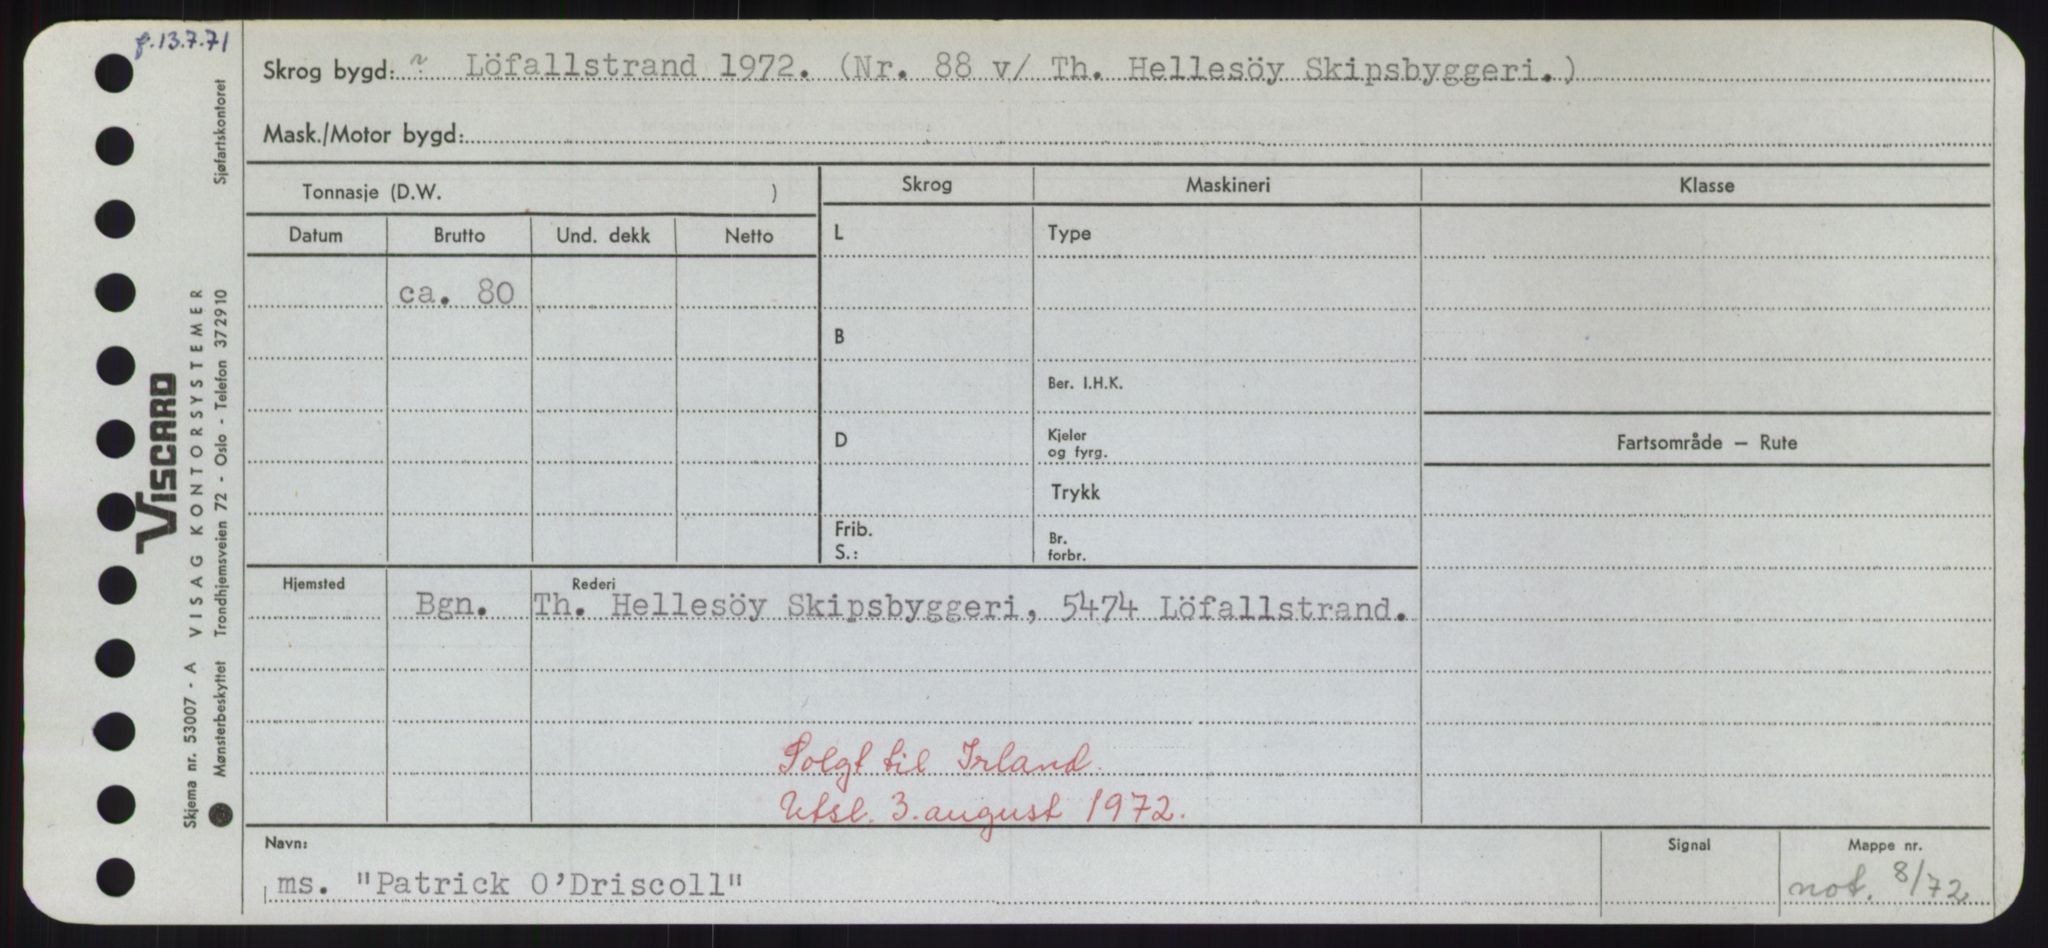 f. 13.7.71
Skrog bygd: ~ Löfallstrand 1972. (Nr. 88 v/ Th. Hellesöy Skipsbyggeri.)
Mask./Motor bygd:
Tonnasje (D.W. )
Skrog Maskineri Klasse
Datum Brutto Und. dekk Netto
L Type
ca. 80
B
Ber. I.H.K.
D Kjeler og fyrg.
Fartsområde – Rute
Trykk
Frib.
S.:
Br. forbr.
Hjemsted Rederi
Bgn. Th. Hellesöy Skipsbyggeri, 5474 Löfallstrand.
Solgt til Irland.
Utsl. 3. august 1972.
Navn: Signal Mappe nr.
ms. "Patrick O'Driscoll" not. 8/72
VISCARD
VISAG KONTORSYSTEMER
Skjema nr. 53007 - A
Mønsterbeskyttet Trondhjemsveien 72 - Oslo - Telefon 372910
Sjøfartskontoret